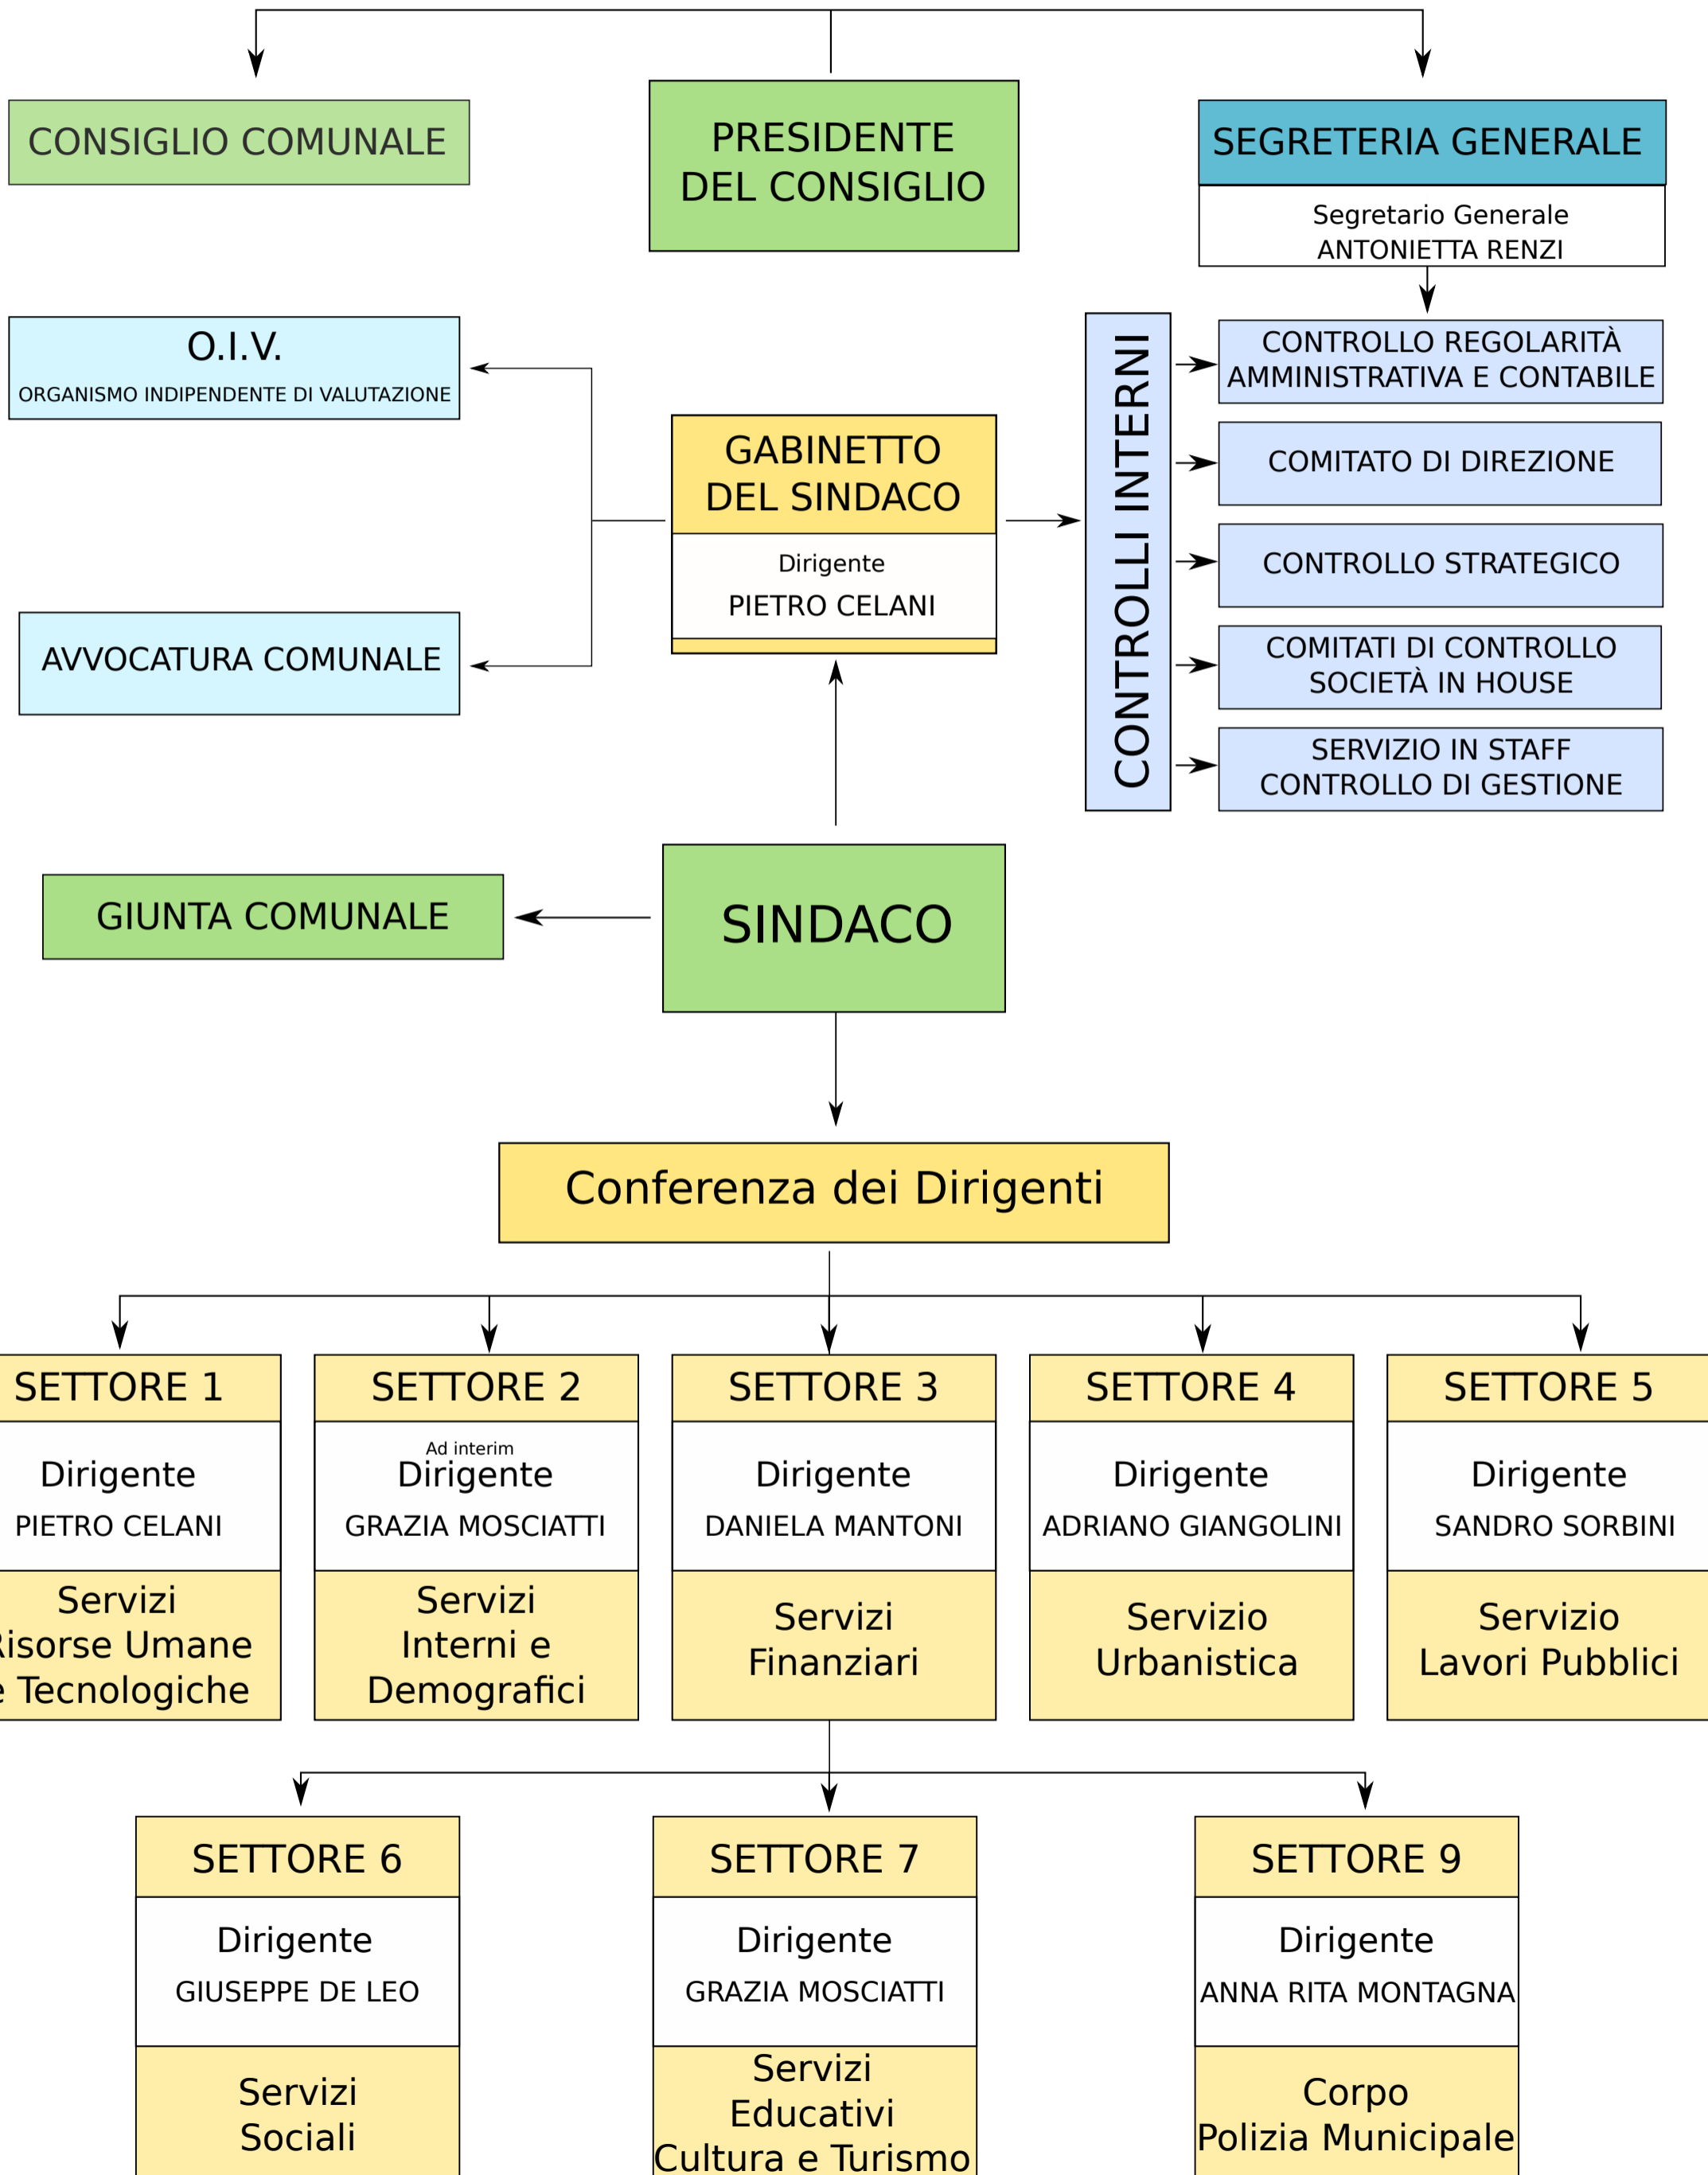 CONSIGLIO COMUNALE
PRESIDENTE
DEL CONSIGLIO
SEGRETERIA GENERALE
Segretario Generale
ANTONIETTA RENZI
O.I.V.
ORGANISMO INDIPENDENTE DI VALUTAZIONE
AVVOCATURA COMUNALE
GABINETTO
DEL SINDACO
Dirigente
PIETRO CELANI
CONTROLLI INTERNI
CONTROLLO REGOLARITÀ
AMMINISTRATIVA E CONTABILE
COMITATO DI DIREZIONE
CONTROLLO STRATEGICO
COMITATI DI CONTROLLO
SOCIETÀ IN HOUSE
SERVIZIO IN STAFF
CONTROLLO DI GESTIONE
GIUNTA COMUNALE
SINDACO
Conferenza dei Dirigenti
SETTORE 1
Dirigente
PIETRO CELANI
Servizi
Risorse Umane
e Tecnologiche
SETTORE 2
Ad interim
Dirigente
GRAZIA MOSCIATTI
Servizi
Interni e
Demografici
SETTORE 3
Dirigente
DANIELA MANTONI
Servizi
Finanziari
SETTORE 4
Dirigente
ADRIANO GIANGOLINI
Servizio
Urbanistica
SETTORE 5
Dirigente
SANDRO SORBINI
Servizio
Lavori Pubblici
SETTORE 6
Dirigente
GIUSEPPE DE LEO
Servizi
Sociali
SETTORE 7
Dirigente
GRAZIA MOSCIATTI
Servizi
Educativi
Cultura e Turismo
SETTORE 9
Dirigente
ANNA RITA MONTAGNA
Corpo
Polizia Municipale